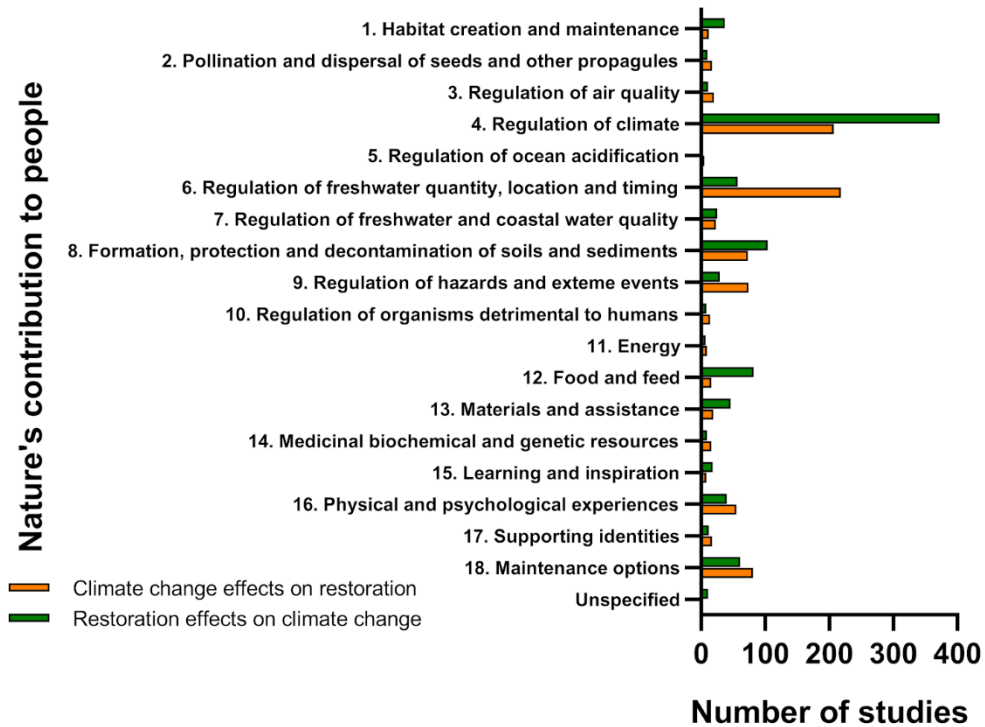 Nature's contribution to people
1. Habitat creation and maintenance
2. Pollination and dispersal of seeds and other propagules
3. Regulation of air quality
4. Regulation of climate
5. Regulation of ocean acidification
6. Regulation of freshwater quantity, location and timing
7. Regulation of freshwater and coastal water quality
8. Formation, protection and decontamination of soils and sediments
9. Regulation of hazards and exteme events
10. Regulation of organisms detrimental to humans
11. Energy
12. Food and feed
13. Materials and assistance
14. Medicinal biochemical and genetic resources
15. Learning and inspiration
16. Physical and psychological experiences
17. Supporting identities
18. Maintenance options
Unspecified
Climate change effects on restoration
Restoration effects on climate change
0 100 200 300 400
Number of studies